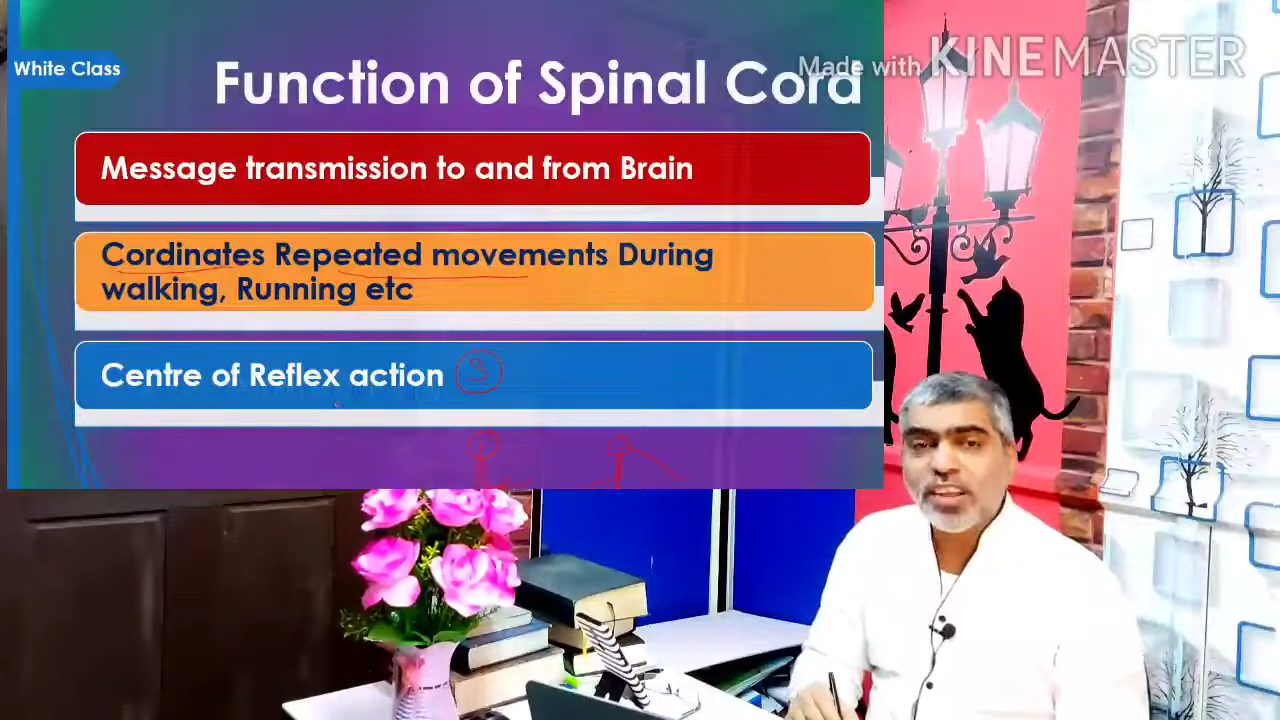 White Class
Function of Spinal Cord
Made with KINEMASTER
Message transmission to and from Brain
Cordinates Repeated movements During
walking, Running etc
Centre of Reflex action 3